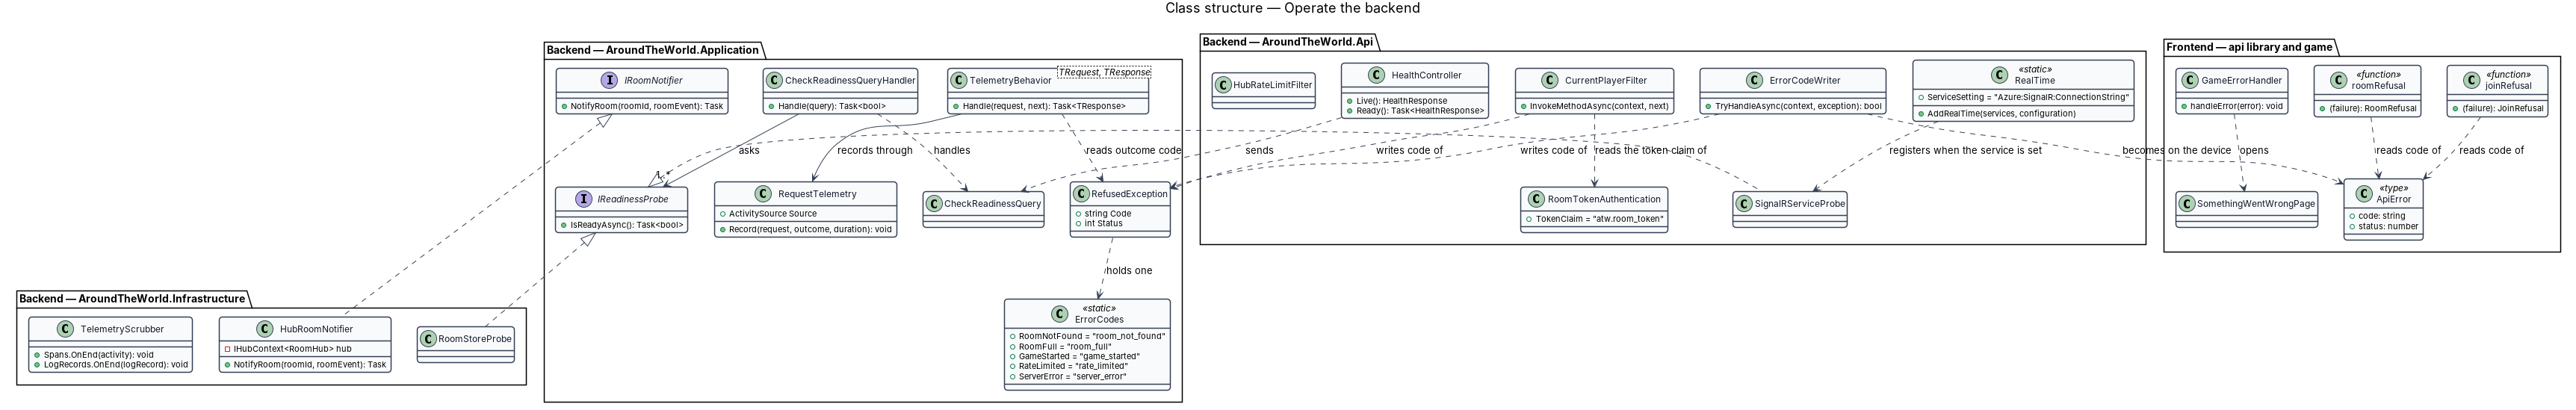 Class structure — Operate the backend
Backend — AroundTheWorld.Application
IRoomNotifier
NotifyRoom(roomId, roomEvent): Task
CheckReadinessQueryHandler
Handle(query): Task<bool>
TelemetryBehavior
TRequest, TResponse
Handle(request, next): Task<TResponse>
asks
records through
handles
reads outcome code
1..*
IReadinessProbe
IsReadyAsync(): Task<bool>
RequestTelemetry
ActivitySource Source
Record(request, outcome, duration): void
CheckReadinessQuery
RefusedException
string Code
int Status
holds one
«static»
ErrorCodes
RoomNotFound = "room_not_found"
RoomFull = "room_full"
GameStarted = "game_started"
RateLimited = "rate_limited"
ServerError = "server_error"
Backend — AroundTheWorld.Api
HubRateLimitFilter
HealthController
Live(): HealthResponse
Ready(): Task<HealthResponse>
CurrentPlayerFilter
InvokeMethodAsync(context, next)
ErrorCodeWriter
TryHandleAsync(context, exception): bool
«static»
RealTime
ServiceSetting = "Azure:SignalR:ConnectionString"
AddRealTime(services, configuration)
sends
writes code of
writes code of
reads the token claim of
registers when the service is set
becomes on the device
RoomTokenAuthentication
TokenClaim = "atw.room_token"
SignalRServiceProbe
Frontend — api library and game
GameErrorHandler
handleError(error): void
«function»
roomRefusal
(failure): RoomRefusal
«function»
joinRefusal
(failure): JoinRefusal
opens
reads code of
reads code of
SomethingWentWrongPage
«type»
ApiError
code: string
status: number
Backend — AroundTheWorld.Infrastructure
TelemetryScrubber
Spans.OnEnd(activity): void
LogRecords.OnEnd(logRecord): void
HubRoomNotifier
IHubContext<RoomHub> hub
NotifyRoom(roomId, roomEvent): Task
RoomStoreProbe